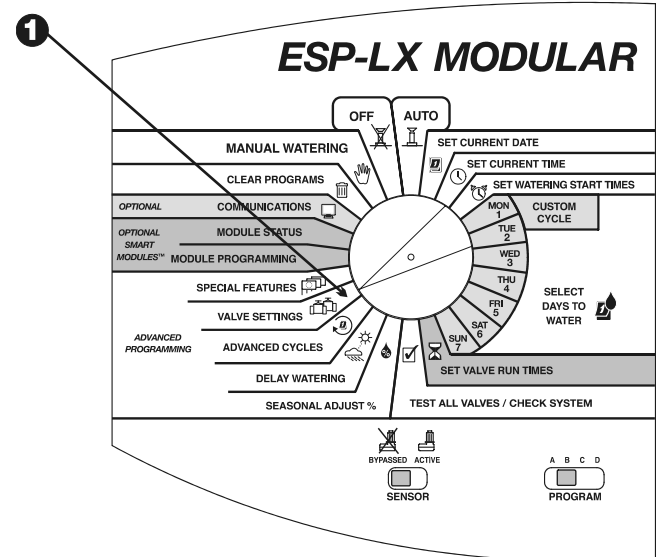 1
ESP-LX MODULAR
OFF
AUTO
MANUAL WATERING
SET CURRENT DATE
CLEAR PROGRAMS
SET CURRENT TIME
OPTIONAL
COMMUNICATIONS
SET WATERING START TIMES
OPTIONAL
SMART
MODULES™
MODULE STATUS
MODULE PROGRAMMING
MON
1
CUSTOM
CYCLE
TUE
2
WED
3
THU
4
FRI
5
SAT
6
SUN
7
SELECT
DAYS TO
WATER
SPECIAL FEATURES
VALVE SETTINGS
ADVANCED
PROGRAMMING
ADVANCED CYCLES
DELAY WATERING
SEASONAL ADJUST %
%
SET VALVE RUN TIMES
TEST ALL VALVES / CHECK SYSTEM
BYPASSED ACTIVE
SENSOR
A B C D
PROGRAM